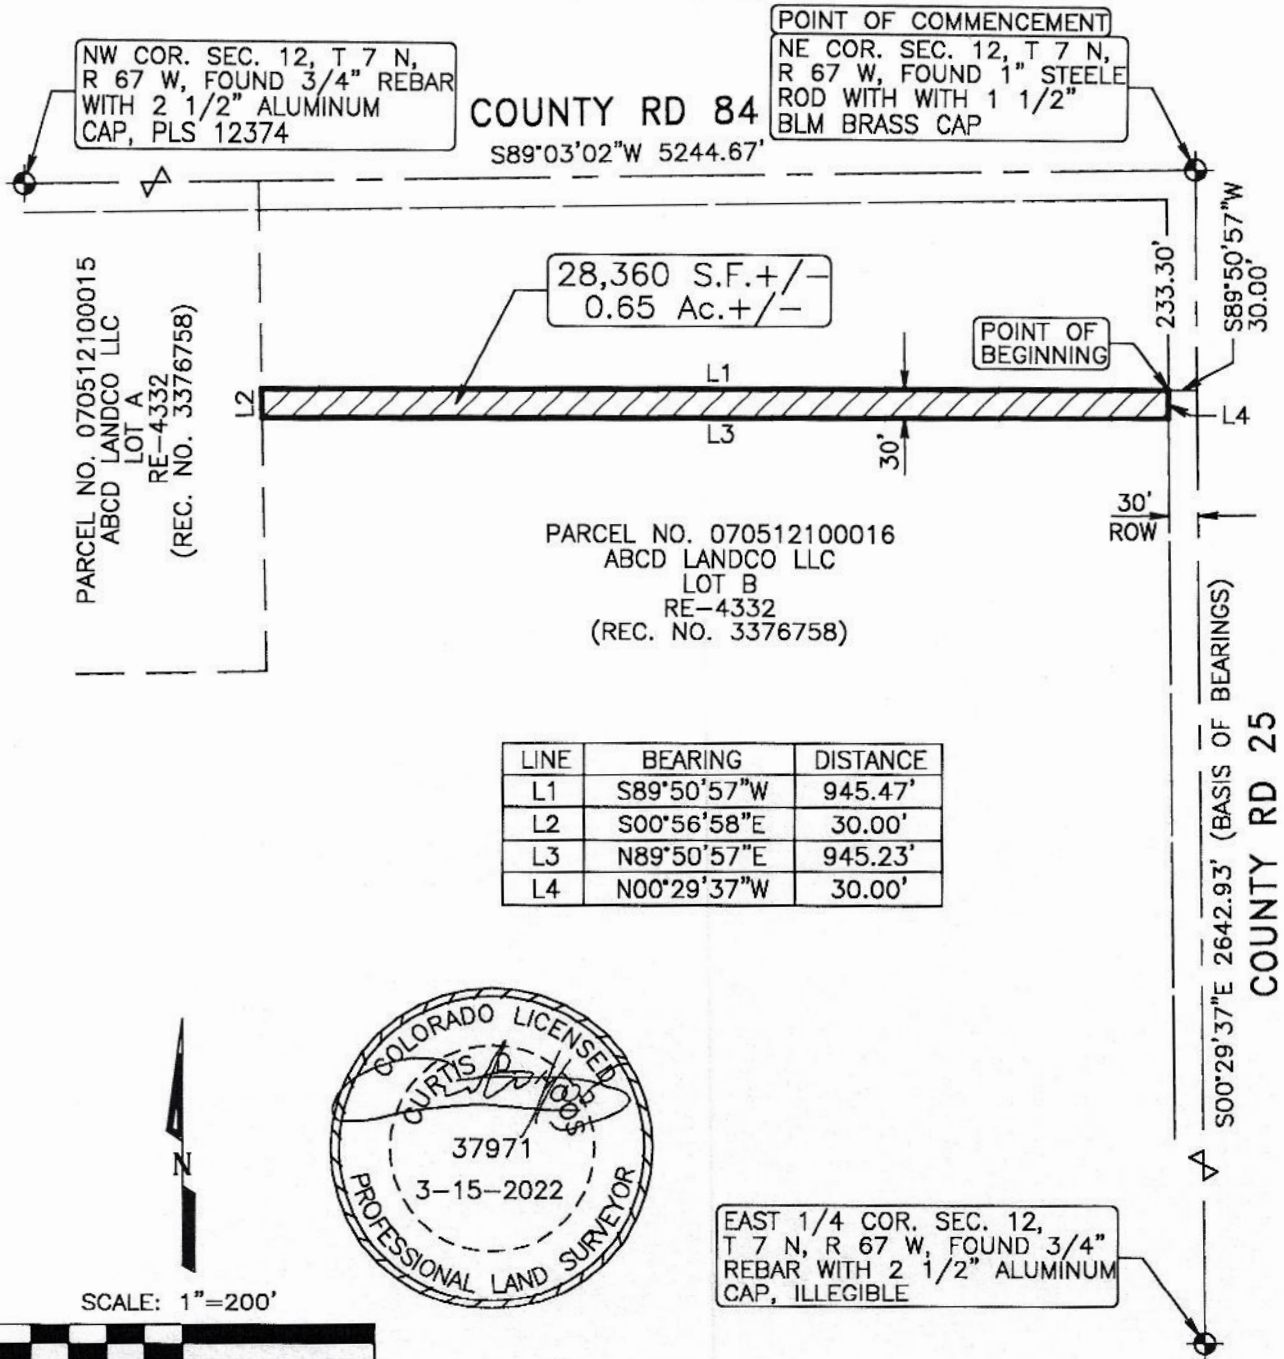 POINT OF COMMENCEMENT
NW COR. SEC. 12, T 7 N,
R 67 W, FOUND 3/4" REBAR
WITH 2 1/2" ALUMINUM
CAP, PLS 12374
NE COR. SEC. 12, T 7 N,
R 67 W, FOUND 1" STEELE
ROD WITH WITH 1 1/2"
BLM BRASS CAP
COUNTY RD 84
S89°03'02"W 5244.67'
233.30'
S89°50'57"W
30.00'
28,360 S.F.+/-
0.65 Ac.+/-
POINT OF
BEGINNING
PARCEL NO. 070512100015
ABCD LANDCO LLC
LOT A
RE-4332
(REC. NO. 3376758)
L1
L2
L3
L4
30'
30'
ROW
PARCEL NO. 070512100016
ABCD LANDCO LLC
LOT B
RE-4332
(REC. NO. 3376758)
LINE BEARING DISTANCE
L1 S89°50'57"W 945.47'
L2 S00°56'58"E 30.00'
L3 N89°50'57"E 945.23'
L4 N00°29'37"W 30.00'
S00°29'37"E 2642.93' (BASIS OF BEARINGS)
COUNTY RD 25
COLORADO LICENSED
CURTIS D.
37971
3-15-2022
PROFESSIONAL LAND SURVEYOR
N
SCALE: 1"=200'
EAST 1/4 COR. SEC. 12,
T 7 N, R 67 W, FOUND 3/4"
REBAR WITH 2 1/2" ALUMINUM
CAP, ILLEGIBLE